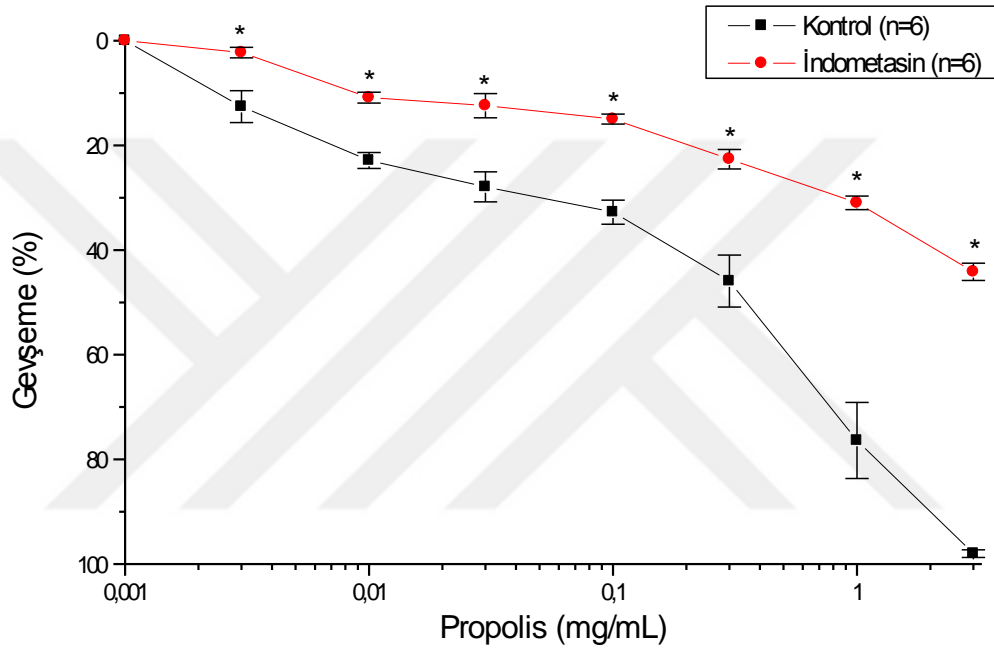 Kontrol (n=6)
İndometasin (n=6)
* * * * * * *
0
20
40
60
80
100
Gevşeme (%)
0,001 0,01 0,1 1
Propolis (mg/mL)